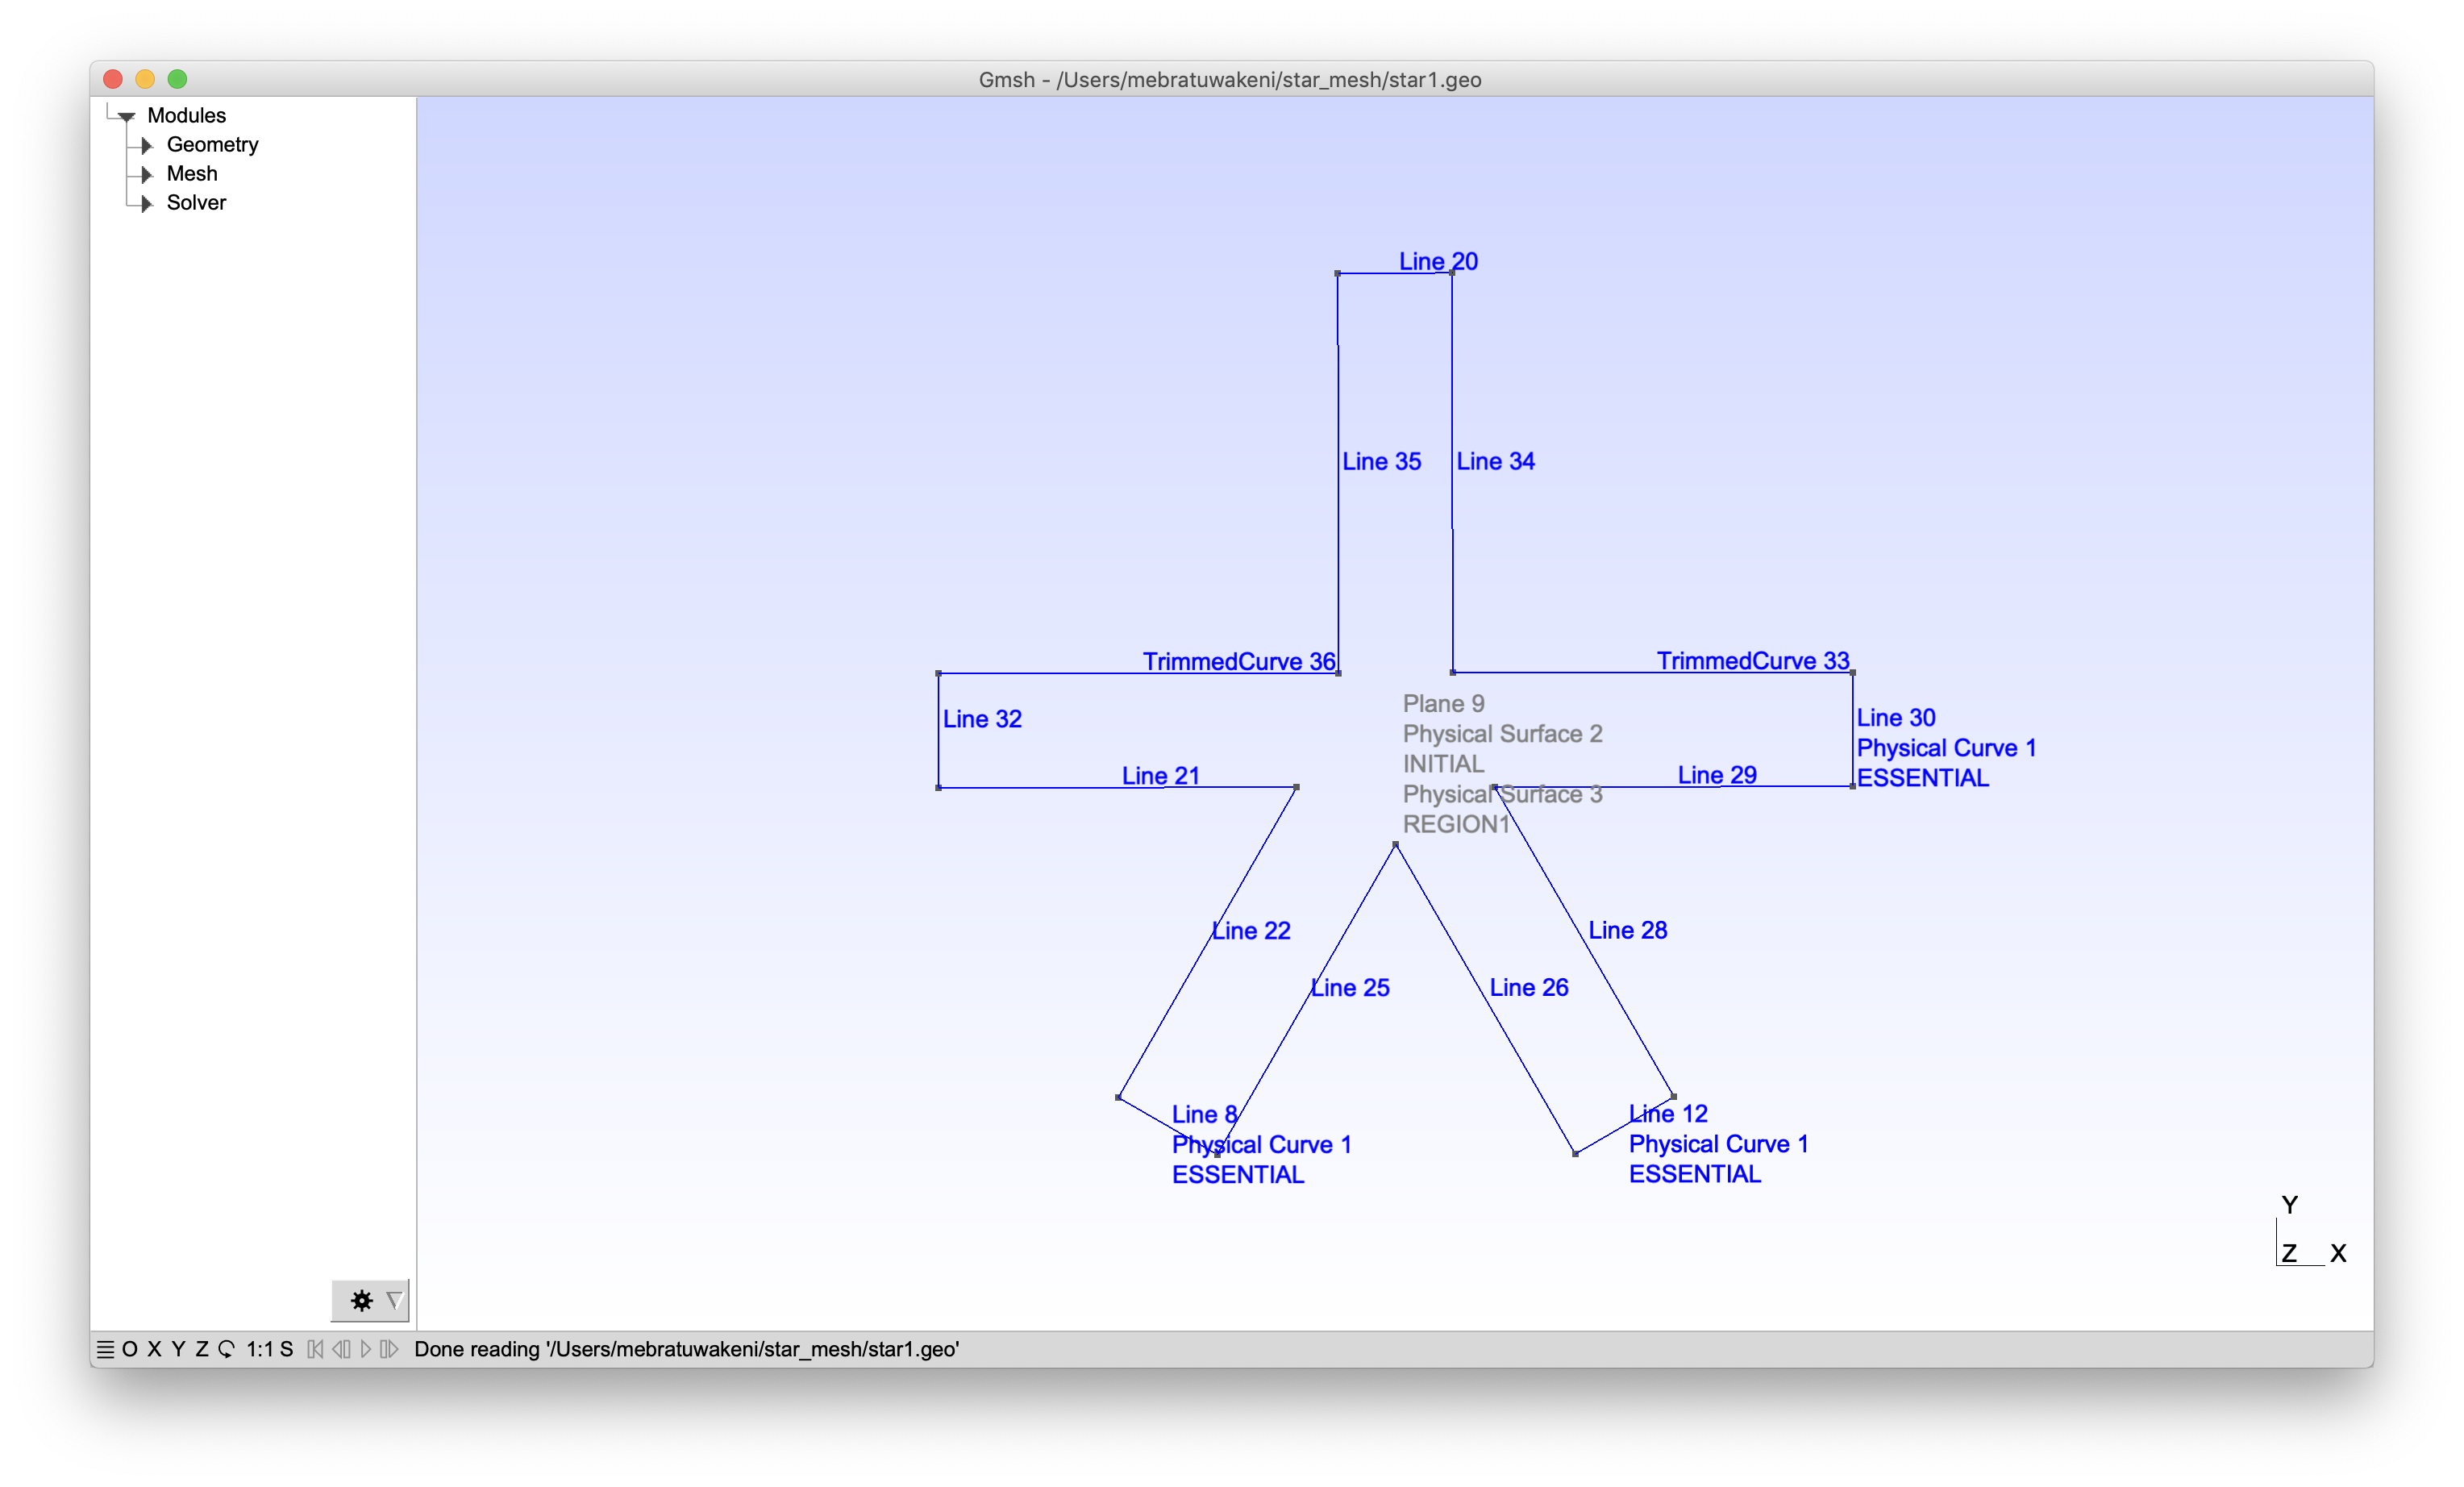 Gmsh - /Users/mebratuwakeni/star_mesh/star1.geo
Modules
Geometry
Mesh
Solver
Line 20
Line 35
Line 34
TrimmedCurve 36
TrimmedCurve 33
Line 32
Plane 9
Physical Surface 2
INITIAL
Physical Surface 3
REGION1
Line 30
Physical Curve 1
ESSENTIAL
Line 21
Line 29
Line 22
Line 28
Line 25
Line 26
Line 8
Physical Curve 1
ESSENTIAL
Line 12
Physical Curve 1
ESSENTIAL
Y
Z X
O X Y Z 1:1 S Done reading '/Users/mebratuwakeni/star_mesh/star1.geo'